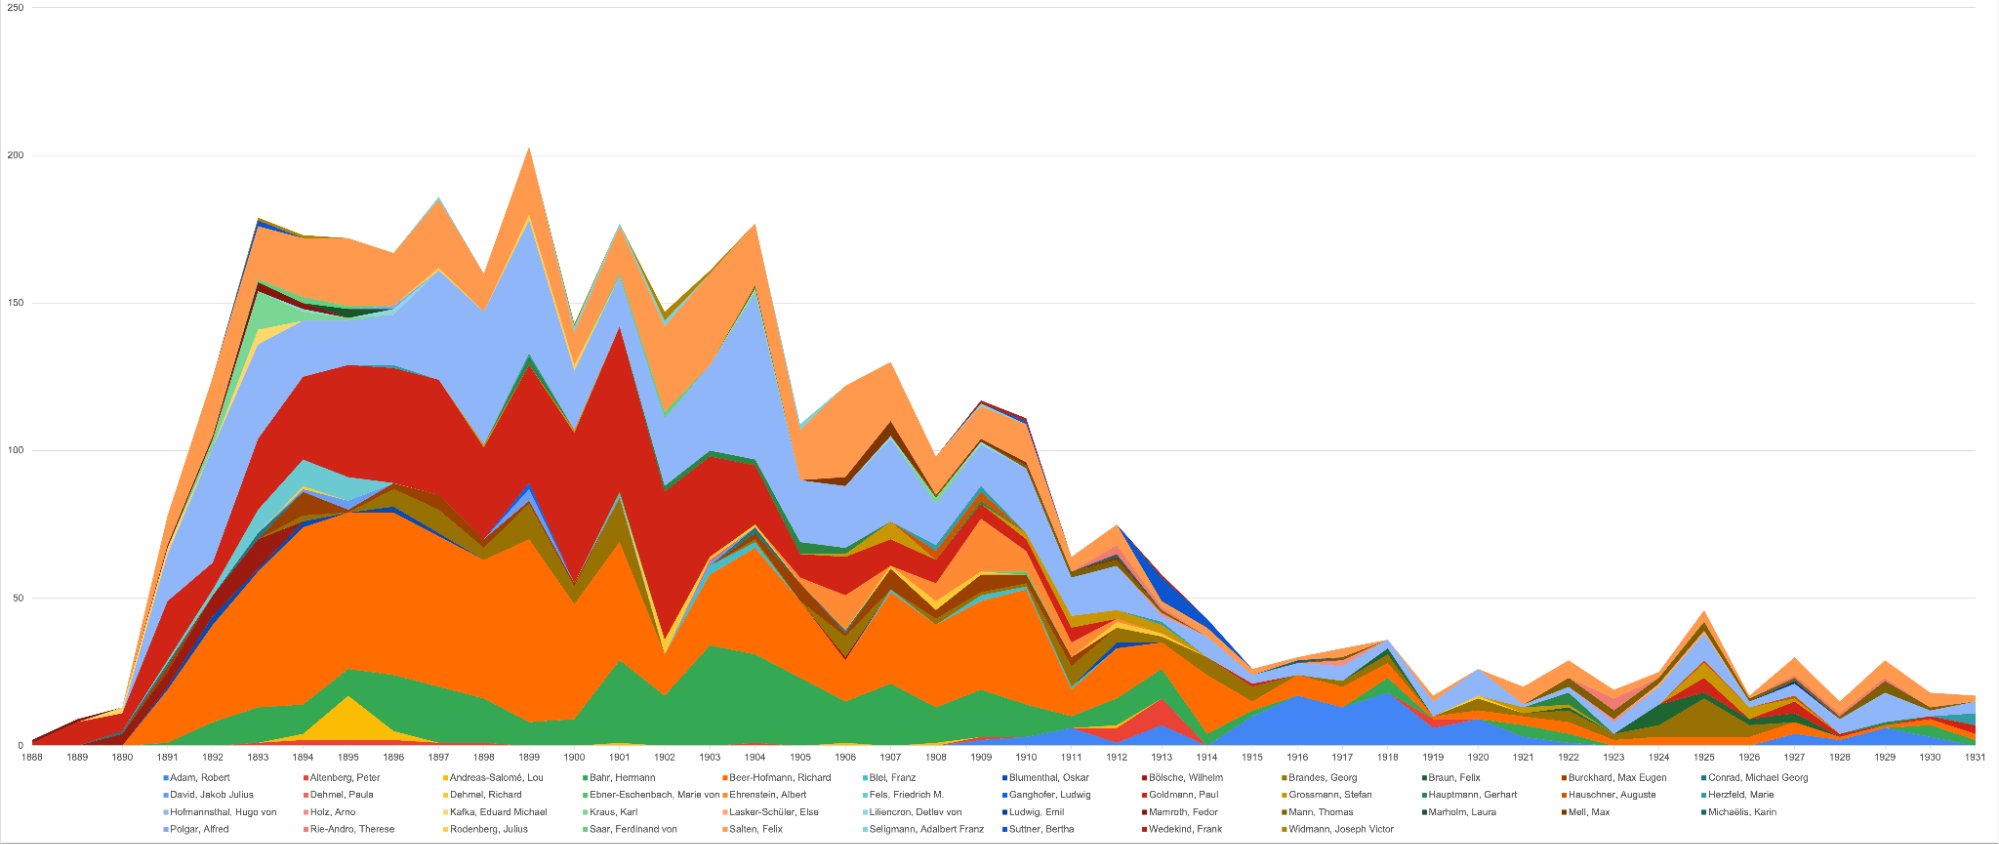 250
200
150
100
50
0
1888 1889 1890 1891 1892 1893 1894 1895 1896 1897 1898 1899 1900 1901 1902 1903 1904 1905 1906 1907 1908 1909 1910 1911 1912 1913 1914 1915 1916 1917 1918 1919 1920 1921 1922 1923 1924 1925 1926 1927 1928 1929 1930 1931
Adam, Robert Altenberg, Peter Andreas-Salomé, Lou Bahr, Hermann Beer-Hofmann, Richard Blei, Franz Blumenthal, Oskar Bölsche, Wilhelm Brandes, Georg Braun, Felix Burckhard, Max Eugen Conrad, Michael Georg
David, Jakob Julius Dehmel, Paula Dehmel, Richard Ebner-Eschenbach, Marie von Ehrenstein, Albert Fels, Friedrich M. Ganghofer, Ludwig Goldmann, Paul Grossmann, Stefan Hauptmann, Gerhart Hauschner, Auguste Herzfeld, Marie
Hofmannsthal, Hugo von Holz, Arno Kafka, Eduard Michael Kraus, Karl Lasker-Schüler, Else Liliencron, Detlev von Ludwig, Emil Mamroth, Fedor Mann, Thomas Marholm, Laura Mell, Max Michaëlis, Karin
Polgar, Alfred Rie-Andro, Therese Rodenberg, Julius Saar, Ferdinand von Salten, Felix Seligmann, Adalbert Franz Suttner, Bertha Wedekind, Frank Widmann, Joseph Victor